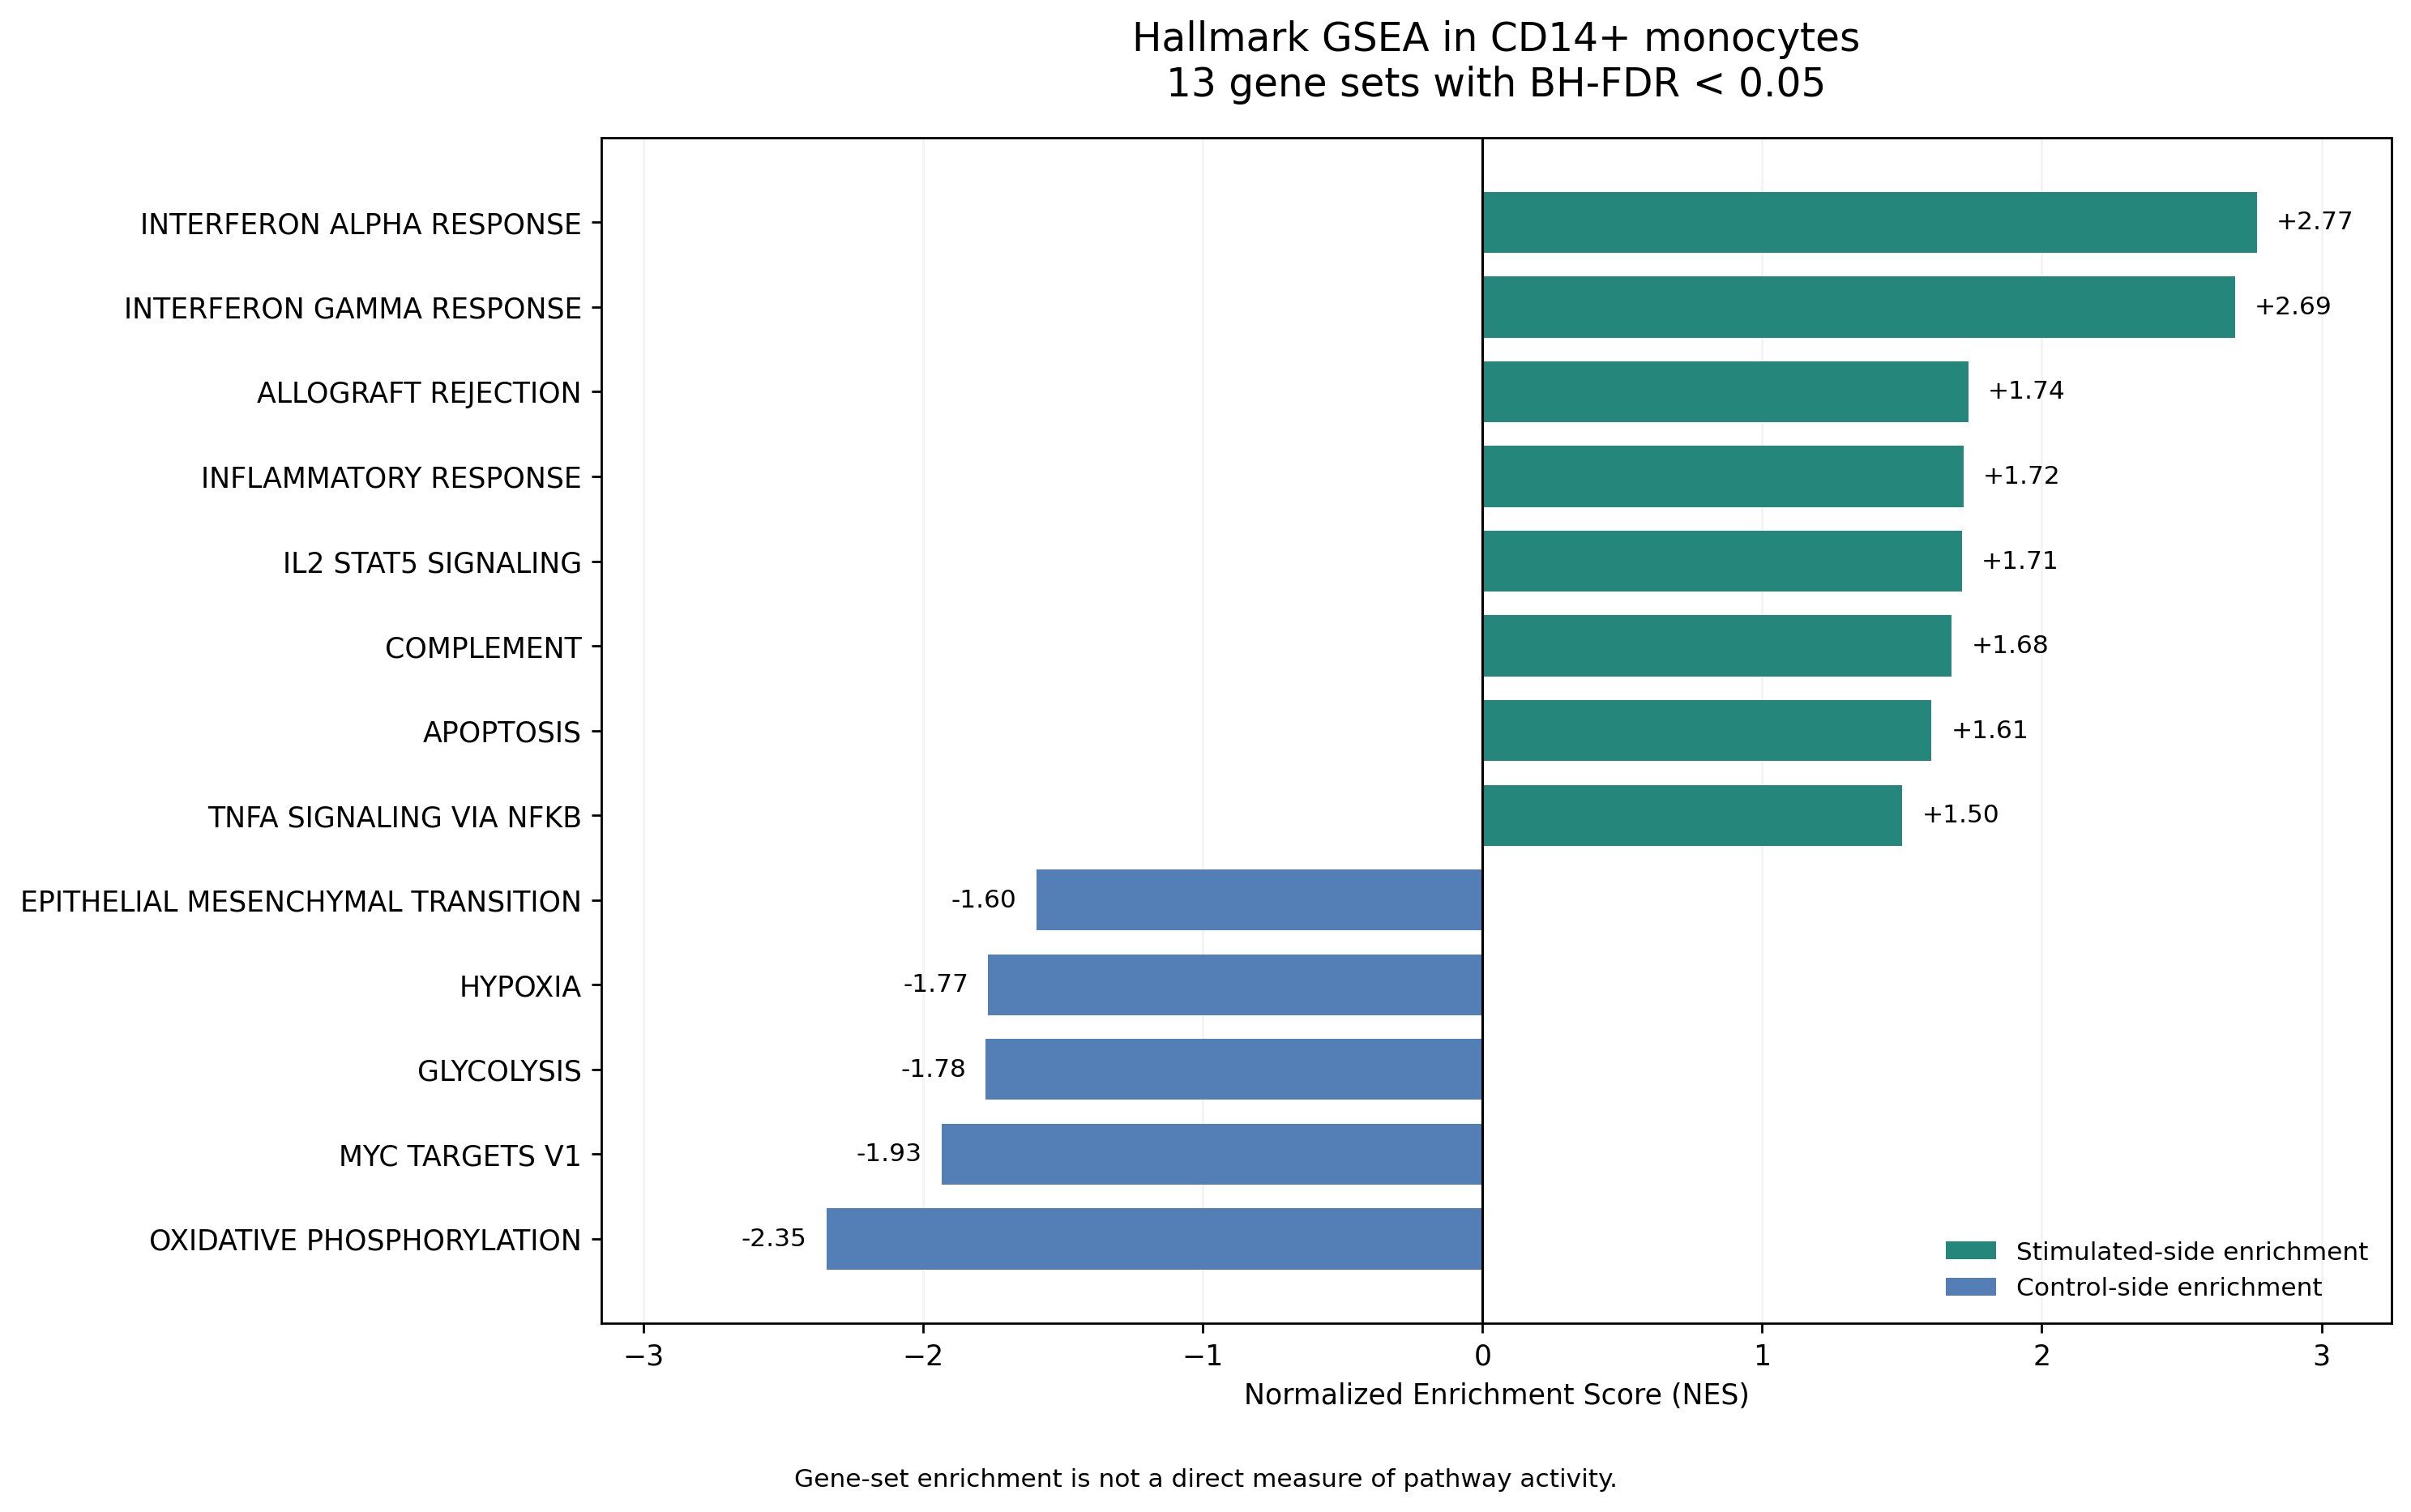 Hallmark GSEA in CD14+ monocytes
13 gene sets with BH-FDR < 0.05
INTERFERON ALPHA RESPONSE
+2.77
INTERFERON GAMMA RESPONSE
+2.69
ALLOGRAFT REJECTION
+1.74
INFLAMMATORY RESPONSE
+1.72
IL2 STAT5 SIGNALING
+1.71
COMPLEMENT
+1.68
APOPTOSIS
+1.61
TNFA SIGNALING VIA NFKB
+1.50
EPITHELIAL MESENCHYMAL TRANSITION
-1.60
HYPOXIA
-1.77
GLYCOLYSIS
-1.78
MYC TARGETS V1
-1.93
OXIDATIVE PHOSPHORYLATION
-2.35
Stimulated-side enrichment
Control-side enrichment
−3 −2 −1 0 1 2 3
Normalized Enrichment Score (NES)
Gene-set enrichment is not a direct measure of pathway activity.